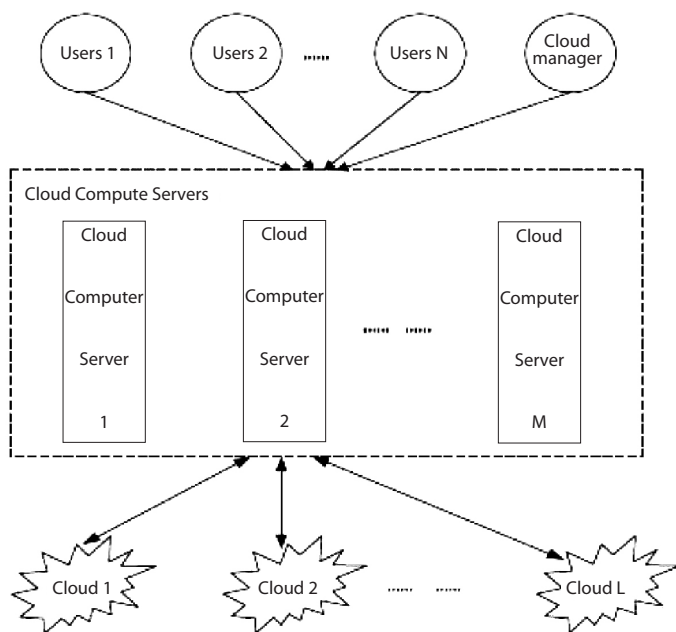 Users 1
Users 2
Users N
Cloud
manager
Cloud Compute Servers
Cloud
Computer
Server
1
Cloud
Computer
Server
2
Cloud
Computer
Server
M
Cloud 1
Cloud 2
Cloud L